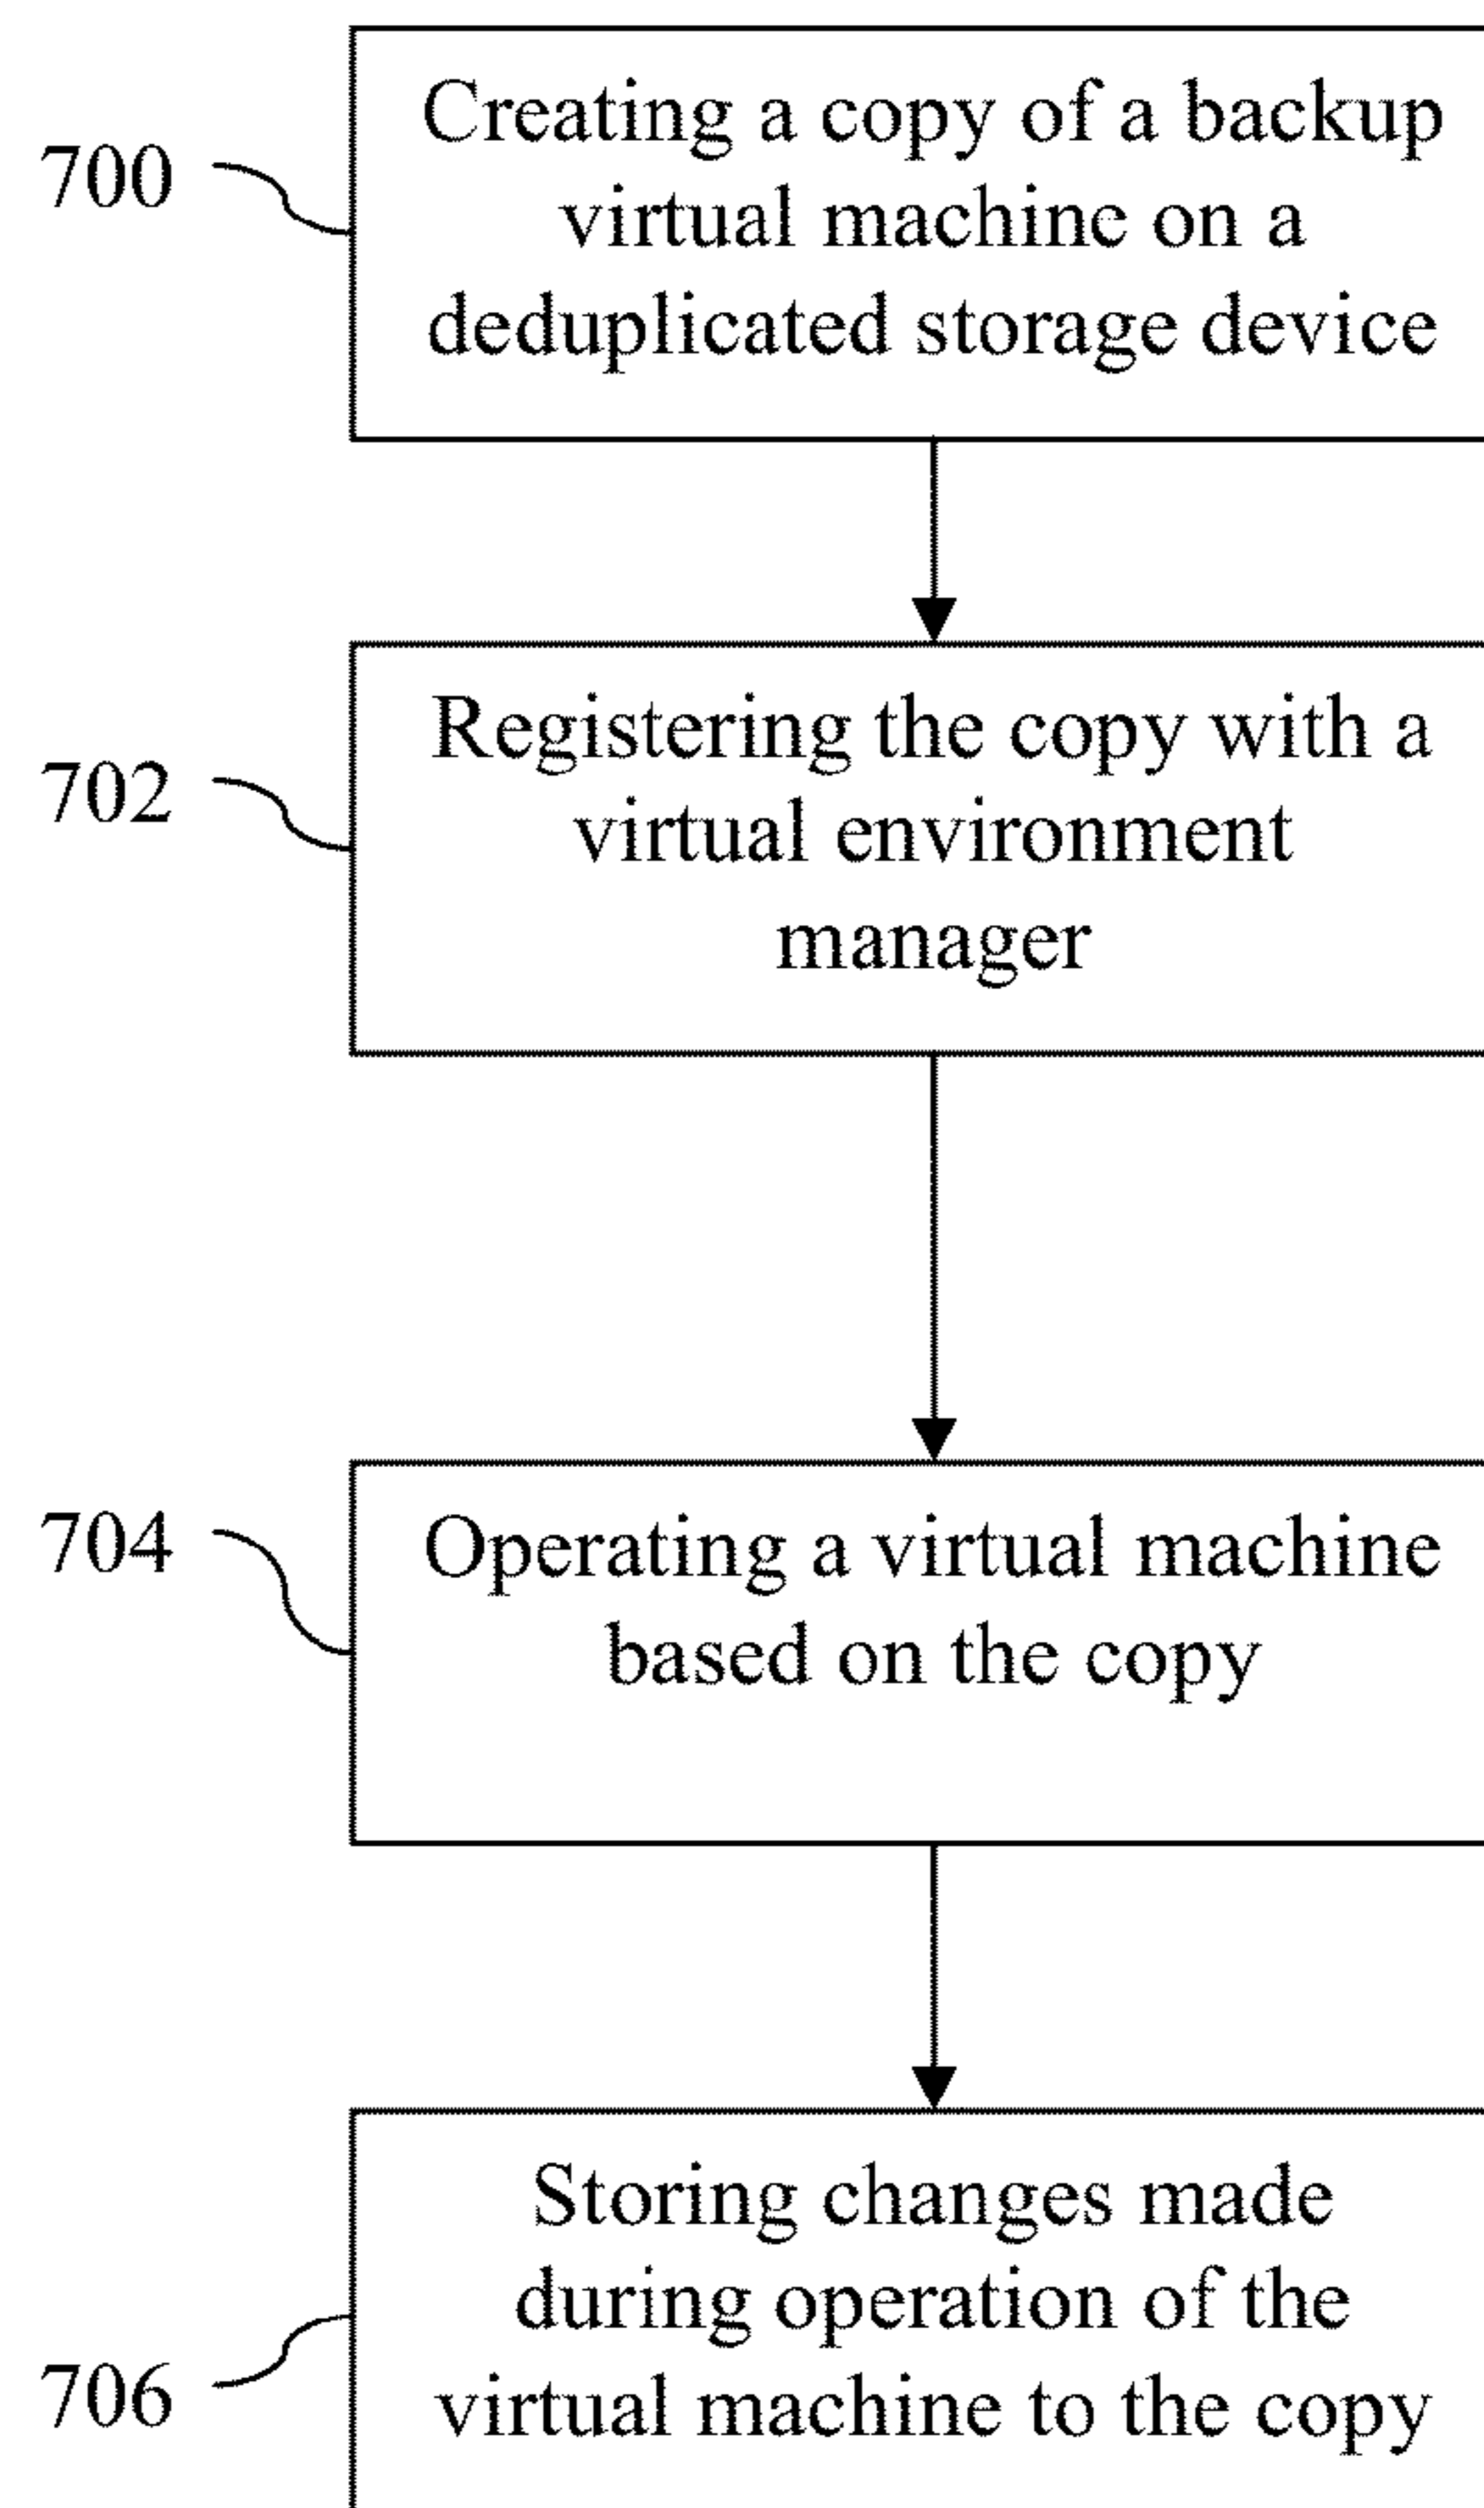 700
Creating a copy of a backup
virtual machine on a
deduplicated storage device
702
Registering the copy with a
virtual environment
manager
704
Operating a virtual machine
based on the copy
706
Storing changes made
during operation of the
virtual machine to the copy